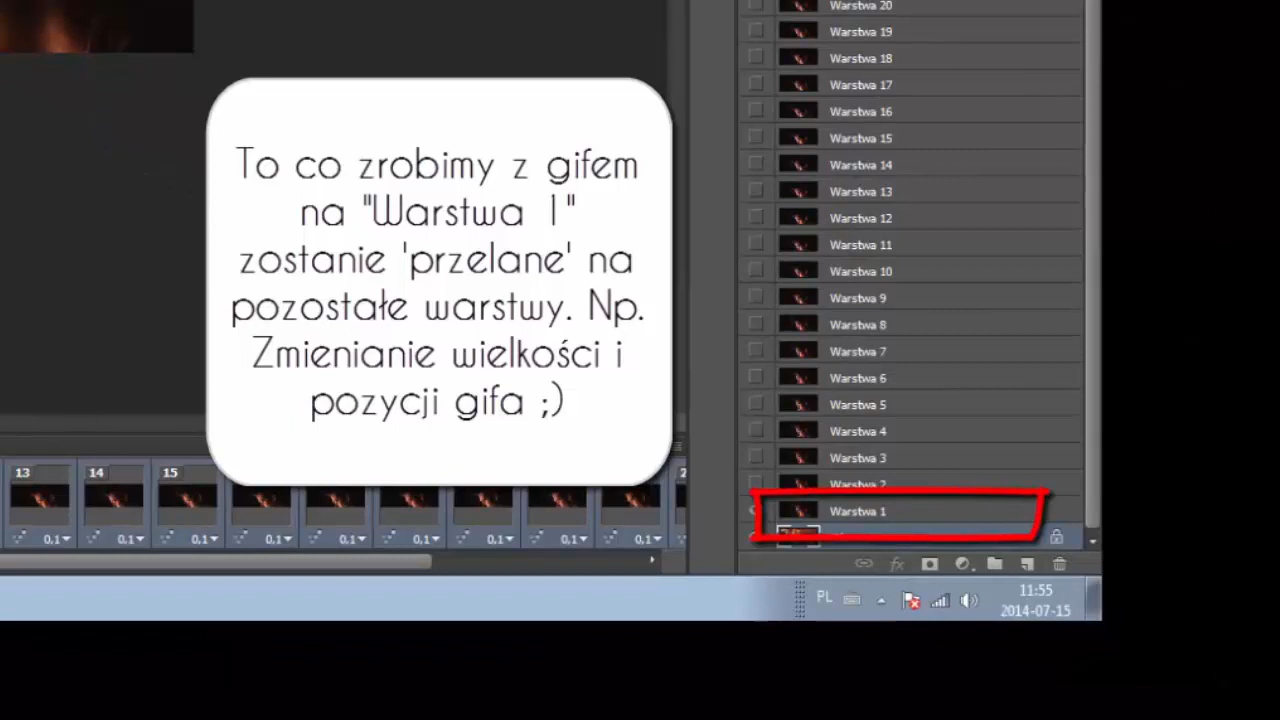 Warstwa 20
Warstwa 19
Warstwa 18
Warstwa 17
Warstwa 16
Warstwa 15
Warstwa 14
Warstwa 13
Warstwa 12
Warstwa 11
Warstwa 10
Warstwa 9
Warstwa 8
Warstwa 7
Warstwa 6
Warstwa 5
Warstwa 4
Warstwa 3
Warstwa 2
Warstwa 1
To co zrobimy z gifem
na "Warstwa 1"
zostanie 'przelane' na
pozostałe warstwy. Np.
Zmienianie wielkości i
pozycji gifa ;)
13 14 15
0,1 0,1 0,1 0,1 0,1 0,1 0,1 0,1 0,1
fx
PL
11:55
2014-07-15